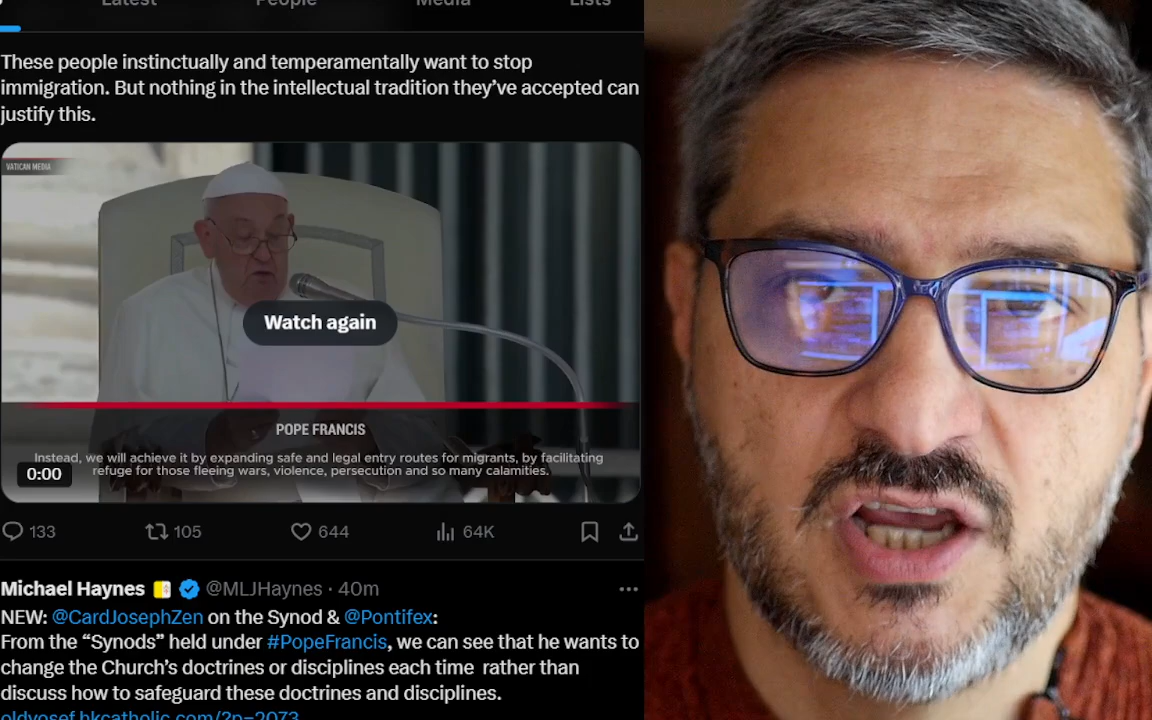 Latest
People
Media
Lists
These people instinctually and temperamentally want to stop
immigration. But nothing in the intellectual tradition they've accepted can
justify this.
VATICAN MEDIA
Watch again
POPE FRANCIS
Instead, we will achieve it by expanding safe and legal entry routes for migrants, by facilitating
refuge for those fleeing wars, violence, persecution and so many calamities.
0:00
133 105 644 64K
Michael Haynes @MLJHaynes · 40m
NEW: @CardJosephZen on the Synod & @Pontifex:
From the “Synods” held under #PopeFrancis, we can see that he wants to
change the Church’s doctrines or disciplines each time rather than
discuss how to safeguard these doctrines and disciplines.
oldyosef.hkcatholic.com/?p=2073